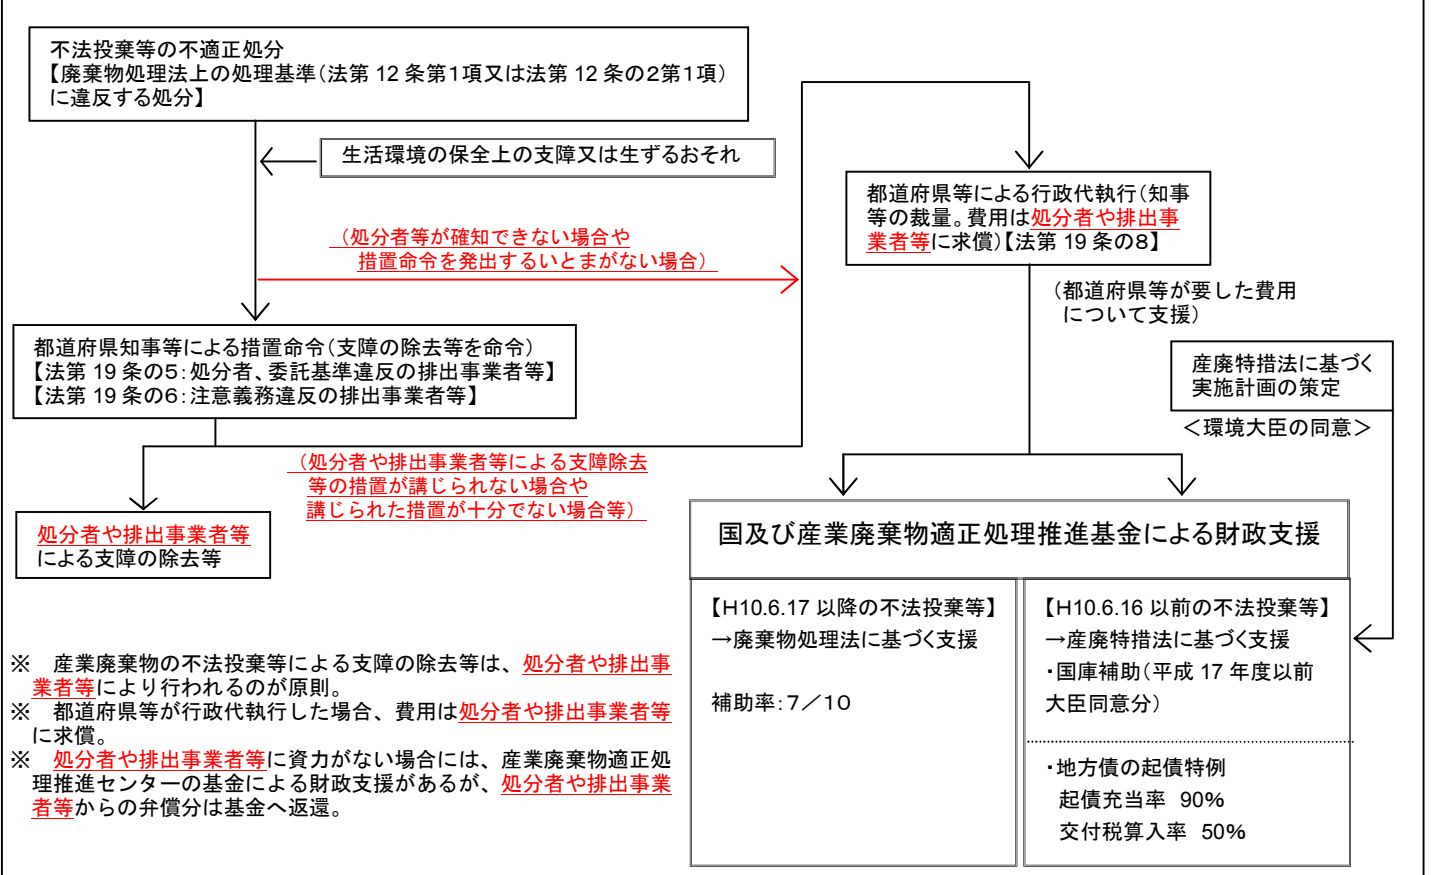 不法投棄等の不適正処分
【廃棄物処理法上の処理基準（法第 12 条第１項又は法第 12 条の２第１項）
に違反する処分】
生活環境の保全上の支障又は生ずるおそれ
（処分者等が確知できない場合や
措置命令を発出するいとまがない場合）
都道府県知事等による措置命令（支障の除去等を命令）
【法第 19 条の５：処分者、委託基準違反の排出事業者等】
【法第 19 条の６：注意義務違反の排出事業者等】
（処分者や排出事業者等による支障除去
等の措置が講じられない場合や
講じられた措置が十分でない場合等）
処分者や排出事業者等
による支障の除去等
都道府県等による行政代執行（知事
等の裁量。費用は処分者や排出事
業者等に求償）【法第 19 条の８】
（都道府県等が要した費用
について支援）
産廃特措法に基づく
実施計画の策定
＜環境大臣の同意＞
国及び産業廃棄物適正処理推進基金による財政支援
【Ｈ10.6.17 以降の不法投棄等】
→廃棄物処理法に基づく支援
補助率：７／１０
【Ｈ10.6.16 以前の不法投棄等】
→産廃特措法に基づく支援
・国庫補助（平成 17 年度以前
大臣同意分）
・地方債の起債特例
起債充当率 90%
交付税算入率 50%
※　産業廃棄物の不法投棄等による支障の除去等は、処分者や排出事
業者等により行われるのが原則。
※　都道府県等が行政代執行した場合、費用は処分者や排出事業者等
に求償。
※　処分者や排出事業者等に資力がない場合には、産業廃棄物適正処
理推進センターの基金による財政支援があるが、処分者や排出事業
者等からの弁償分は基金へ返還。